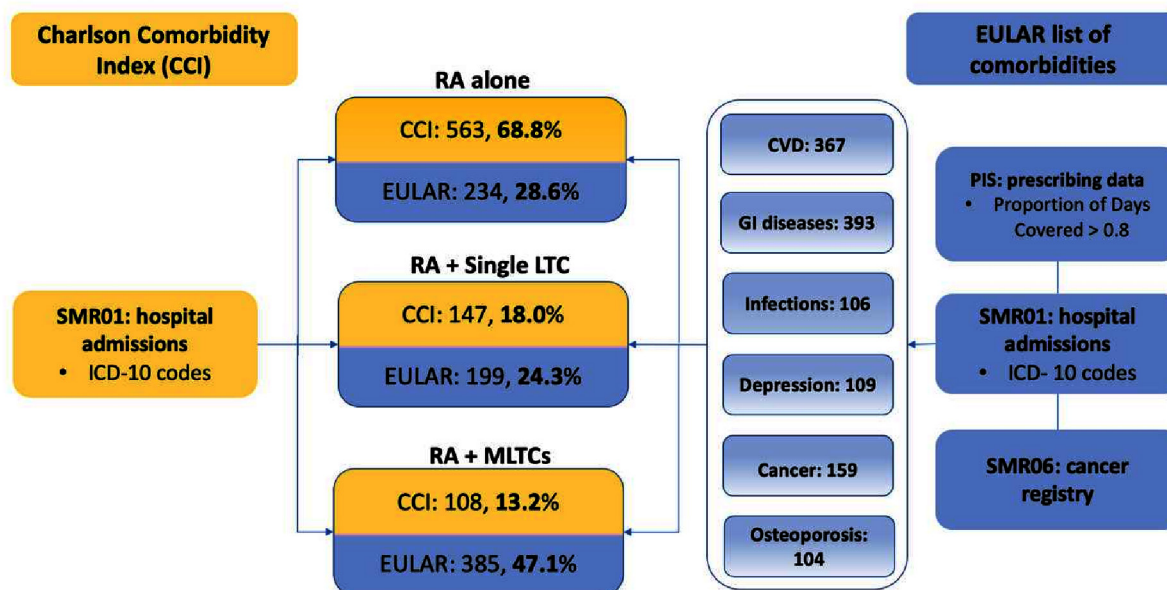 Charlson Comorbidity
Index (CCI)
EULAR list of
comorbidities
RA alone
CCI: 563, 68.8%
EULAR: 234, 28.6%
RA + Single LTC
CCI: 147, 18.0%
EULAR: 199, 24.3%
RA + MLTCs
CCI: 108, 13.2%
EULAR: 385, 47.1%
SMR01: hospital
admissions
• ICD-10 codes
CVD: 367
GI diseases: 393
Infections: 106
Depression: 109
Cancer: 159
Osteoporosis:
104
PIS: prescribing data
• Proportion of Days
Covered > 0.8
SMR01: hospital
admissions
• ICD- 10 codes
SMR06: cancer
registry